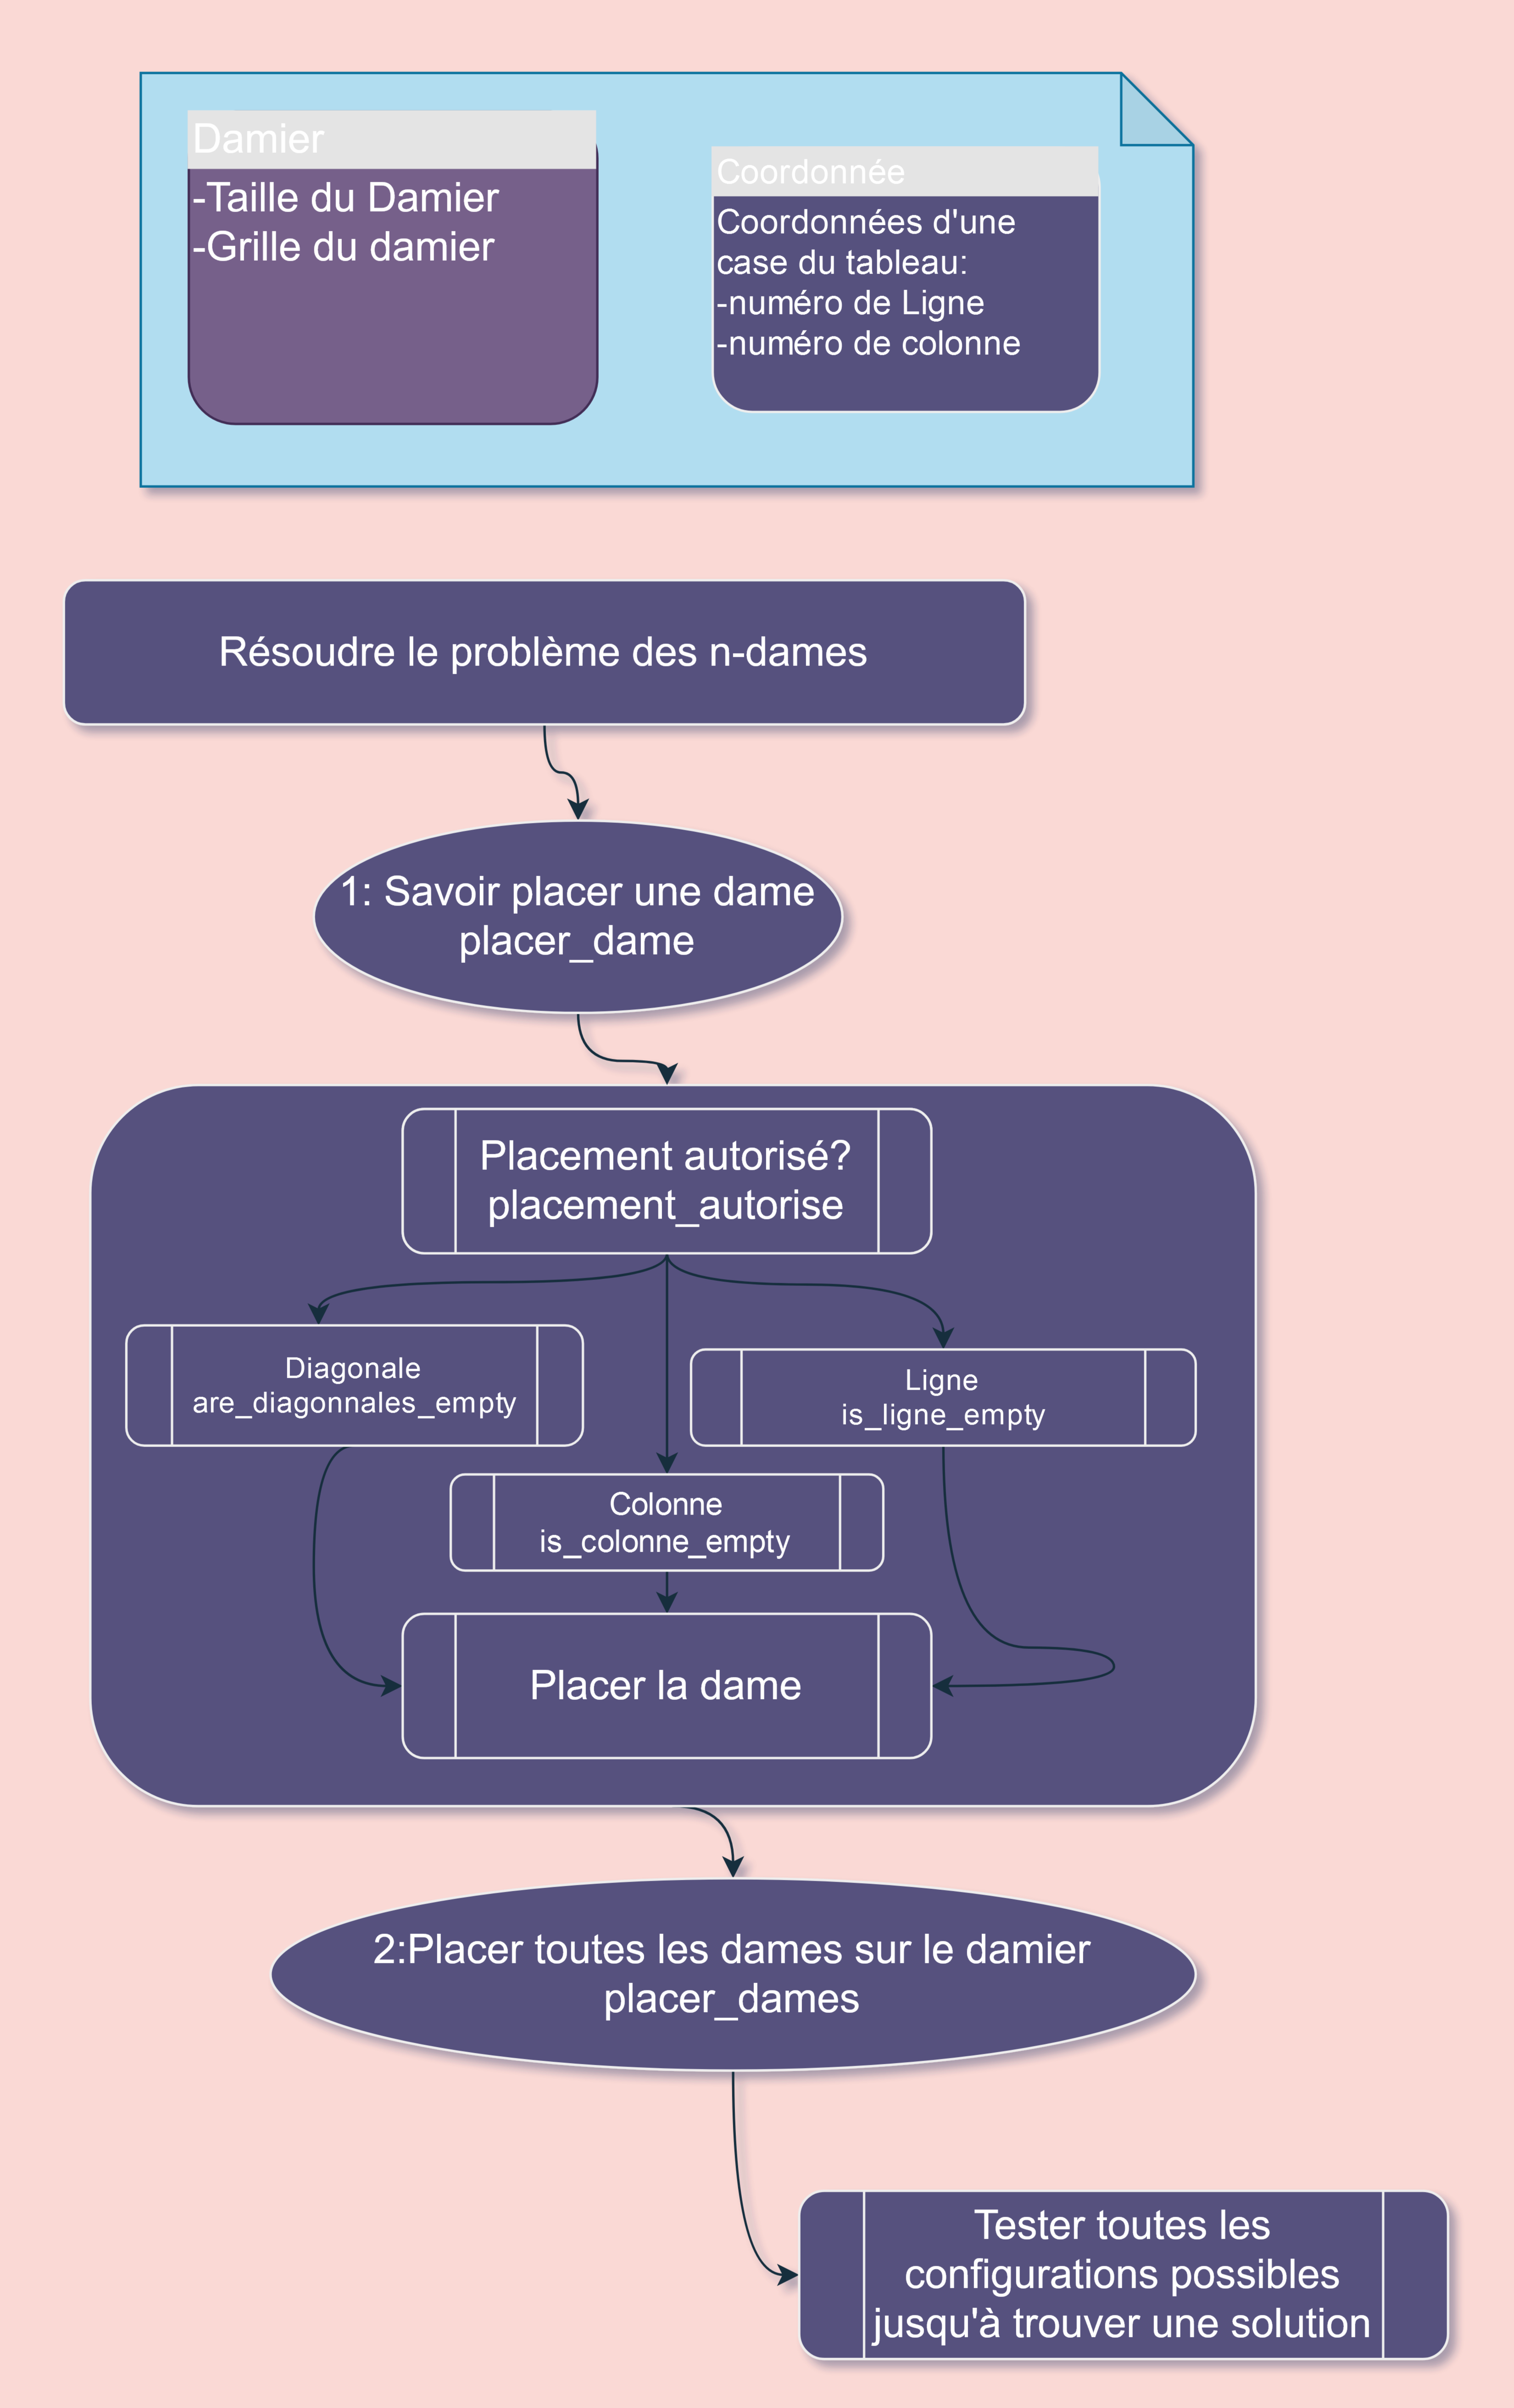 Damier
-Taille du Damier
-Grille du damier
Coordonnée
Coordonnées d'une
case du tableau:
-numéro de Ligne
-numéro de colonne
Résoudre le problème des n-dames
1: Savoir placer une dame
placer_dame
Placement autorisé?
placement_autorise
Diagonale
are_diagonnales_empty
Ligne
is_ligne_empty
Colonne
is_colonne_empty
Placer la dame
2:Placer toutes les dames sur le damier
placer_dames
Tester toutes les
configurations possibles
jusqu'à trouver une solution